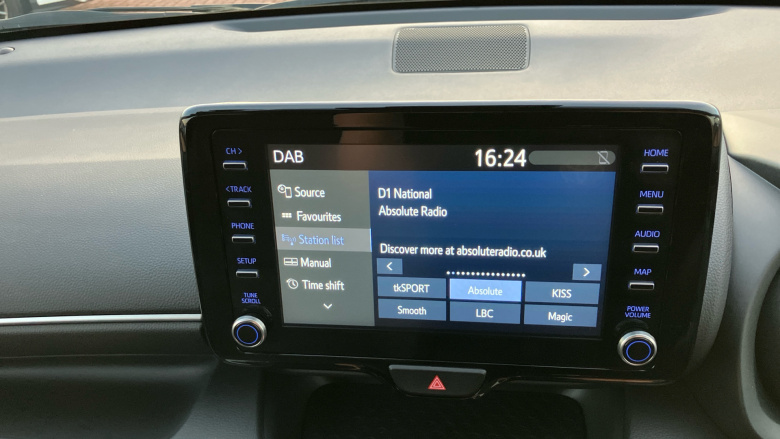 DAB
16:24
CH >
<TRACK
PHONE
SETUP
TUNE
SCROLL
Source
Favourites
Station list
Manual
Time shift
D1 National
Absolute Radio
Discover more at absoluteradio.co.uk
<
>
tkSPORT
Absolute
KISS
Smooth
LBC
Magic
HOME
MENU
AUDIO
MAP
POWER
VOLUME